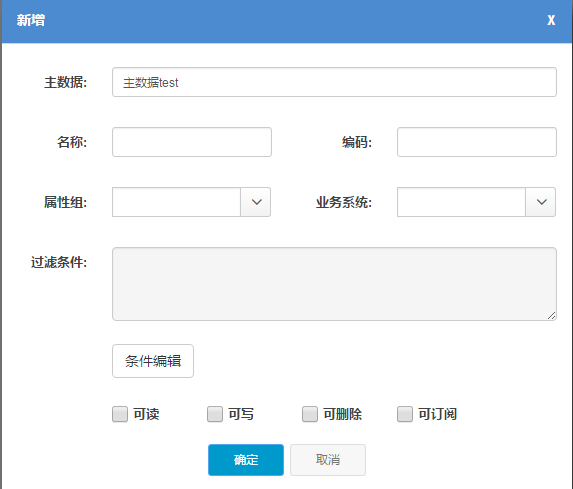 新增 X
主数据: 主数据test
名称: 编码:
属性组: 业务系统:
过滤条件:
条件编辑
可读 可写 可删除 可订阅
确定 取消